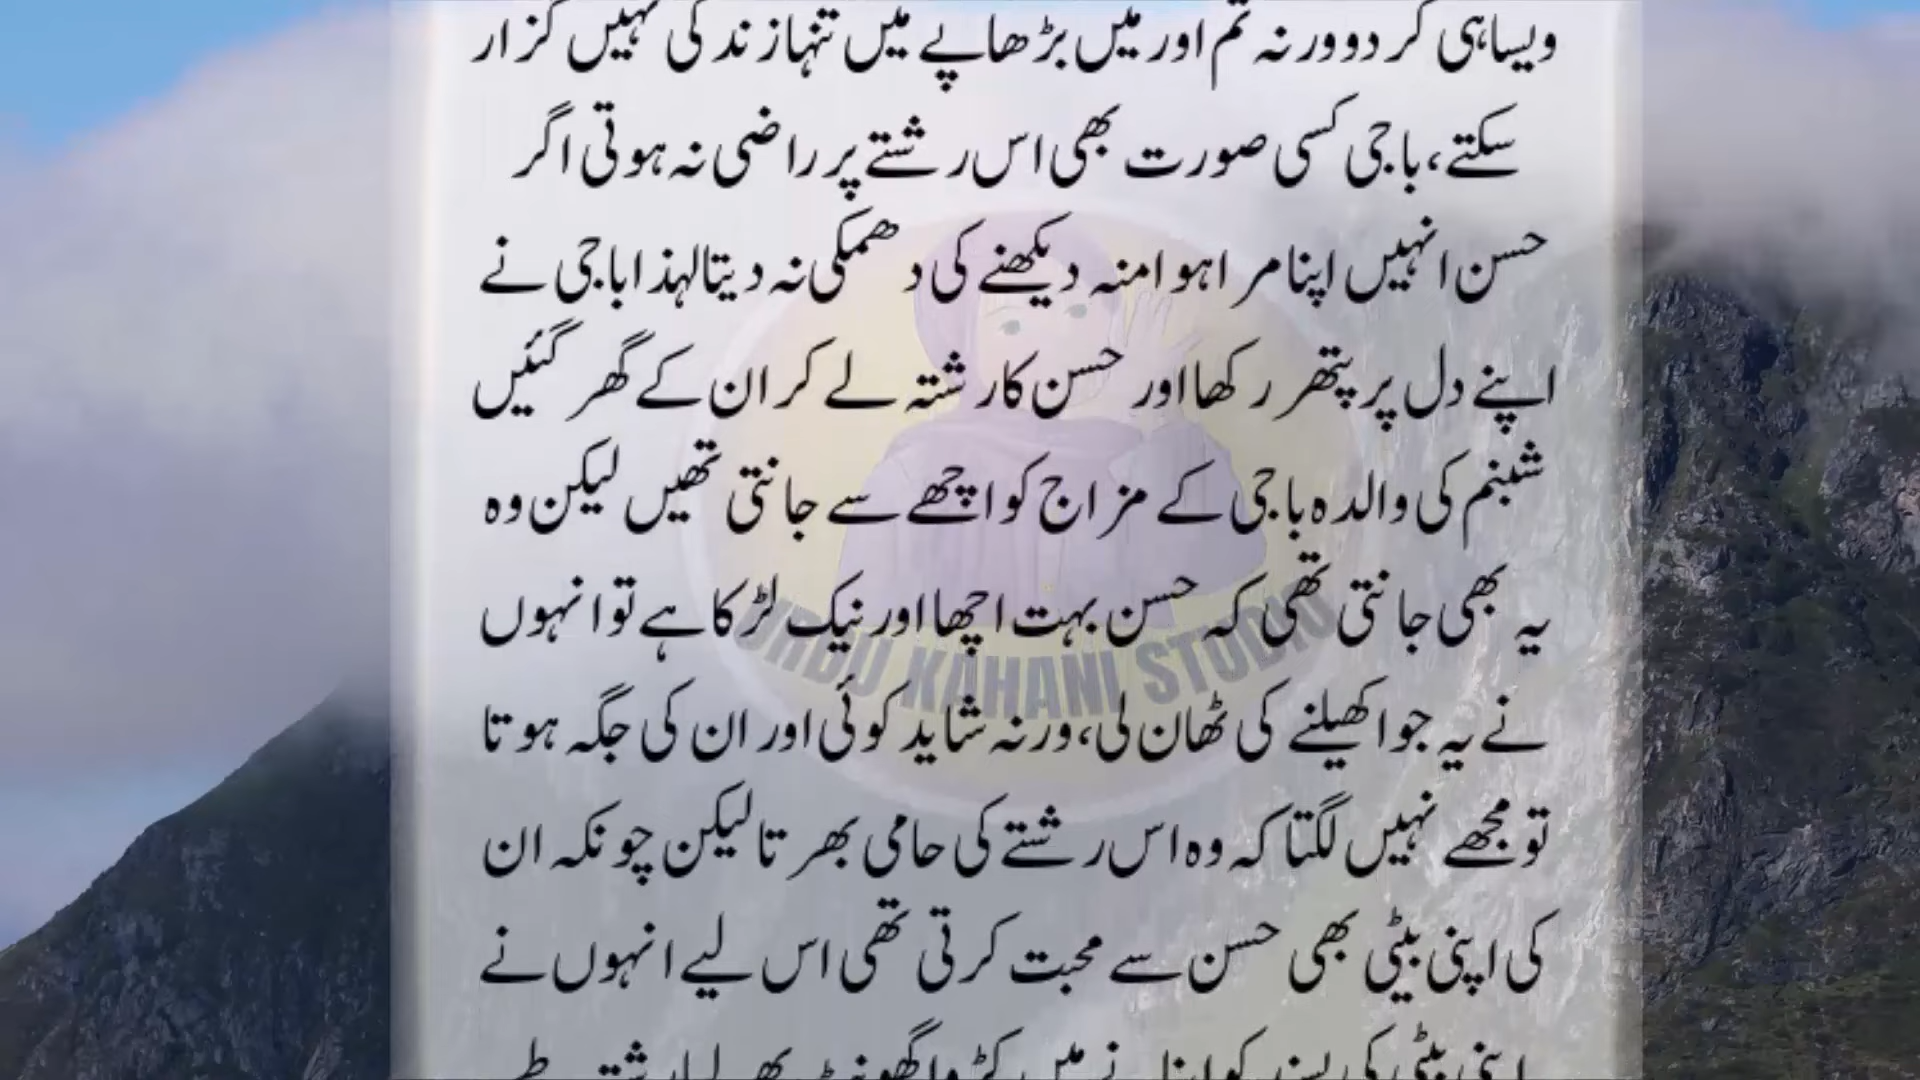 ویسا ہی کر دو ورنہ تم اور میں بڑھاپے میں تنہا زندگی نہیں گزار
سکتے، باجی کسی صورت بھی اس رشتے پر راضی نہ ہوتی اگر
حسن انہیں اپنا مرا ہوا منہ دیکھنے کی دھمکی نہ دیتا لہذا باجی نے
اپنے دل پر پتھر رکھا اور حسن کا رشتہ لے کر ان کے گھر گئیں
شبنم کی والدہ باجی کے مزاج کو اچھے سے جانتی تھیں لیکن وہ
یہ بھی جانتی تھی کہ حسن بہت اچھا اور نیک لڑکا ہے تو انہوں
URDU KAHANI STUDIO
نے یہ جوا کھیلنے کی ٹھان لی، ورنہ شاید کوئی اور ان کی جگہ ہوتا
تو مجھے نہیں لگتا کہ وہ اس رشتے کی حامی بھرتا لیکن چونکہ ان
کی اپنی بیٹی بھی حسن سے محبت کرتی تھی اس لیے انہوں نے